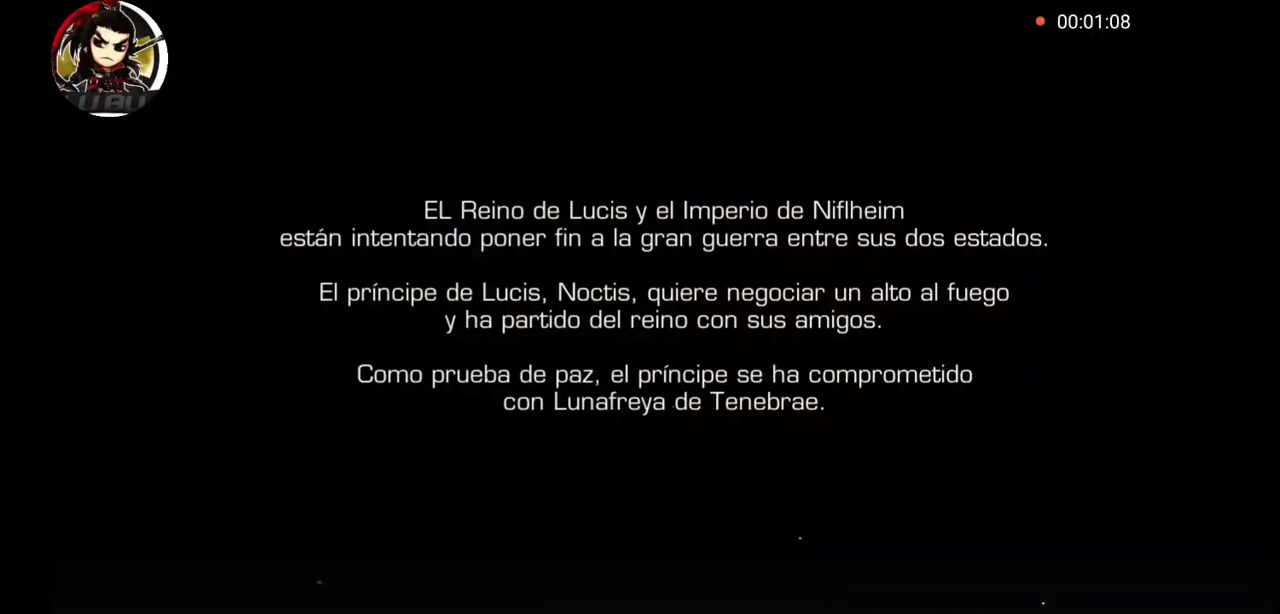 00:01:08
LU BU
EL Reino de Lucis y el Imperio de Niflheim
están intentando poner fin a la gran guerra entre sus dos estados.
El príncipe de Lucis, Noctis, quiere negociar un alto al fuego
y ha partido del reino con sus amigos.
Como prueba de paz, el príncipe se ha comprometido
con Lunafreya de Tenebrae.